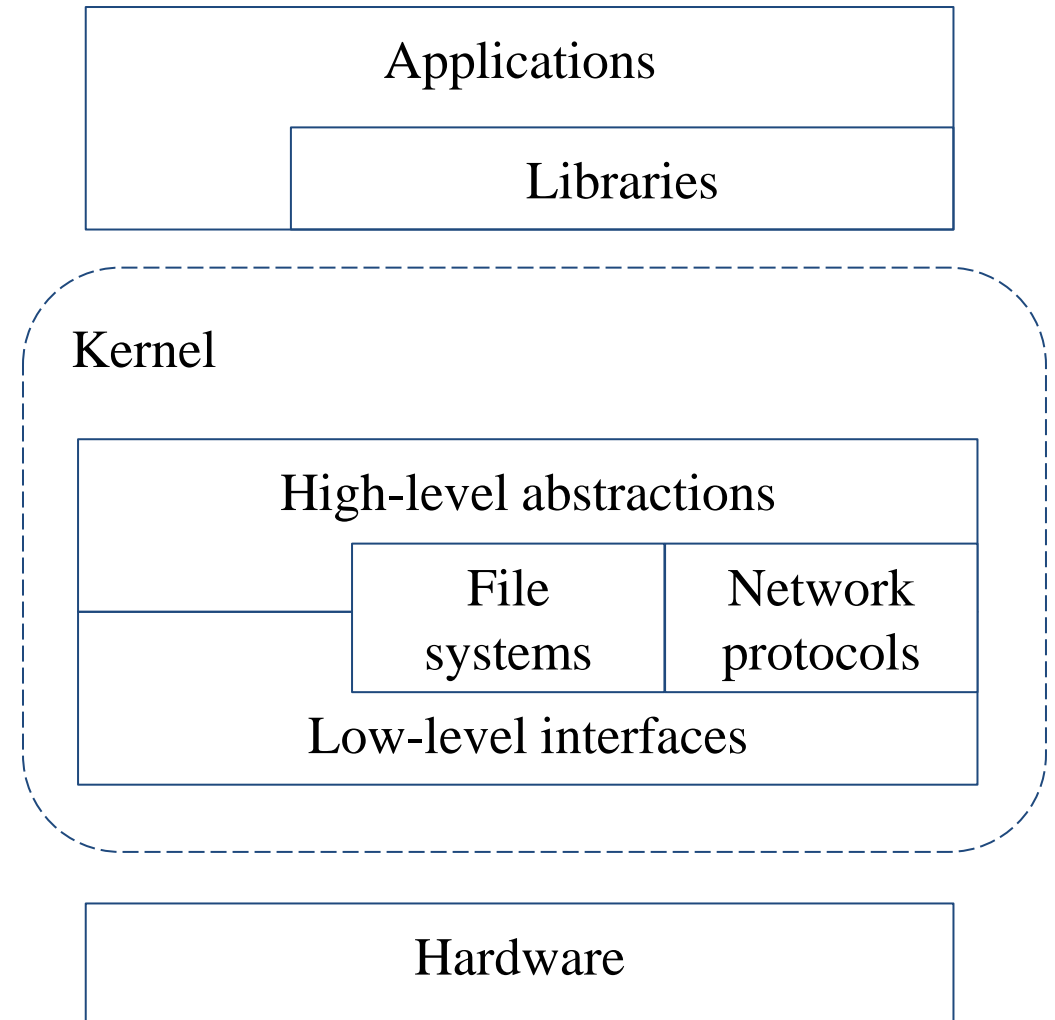 Applications
Libraries
Kernel
High-level abstractions
File
systems
Network
protocols
Low-level interfaces
Hardware